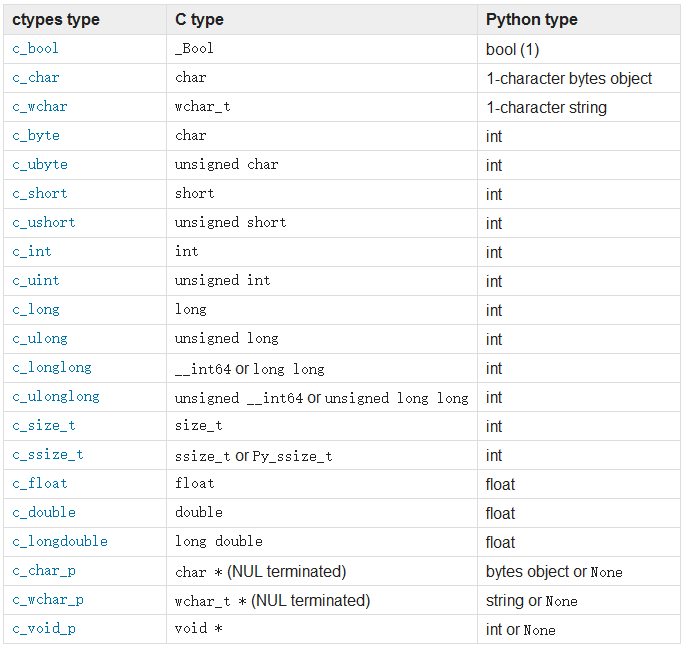 ctypes type C type Python type
c_bool _Bool bool (1)
c_char char 1-character bytes object
c_wchar wchar_t 1-character string
c_byte char int
c_ubyte unsigned char int
c_short short int
c_ushort unsigned short int
c_int int int
c_uint unsigned int int
c_long long int
c_ulong unsigned long int
c_longlong __int64 or long long int
c_ulonglong unsigned __int64 or unsigned long long int
c_size_t size_t int
c_ssize_t ssize_t or Py_ssize_t int
c_float float float
c_double double float
c_longdouble long double float
c_char_p char * (NUL terminated) bytes object or None
c_wchar_p wchar_t * (NUL terminated) string or None
c_void_p void * int or None